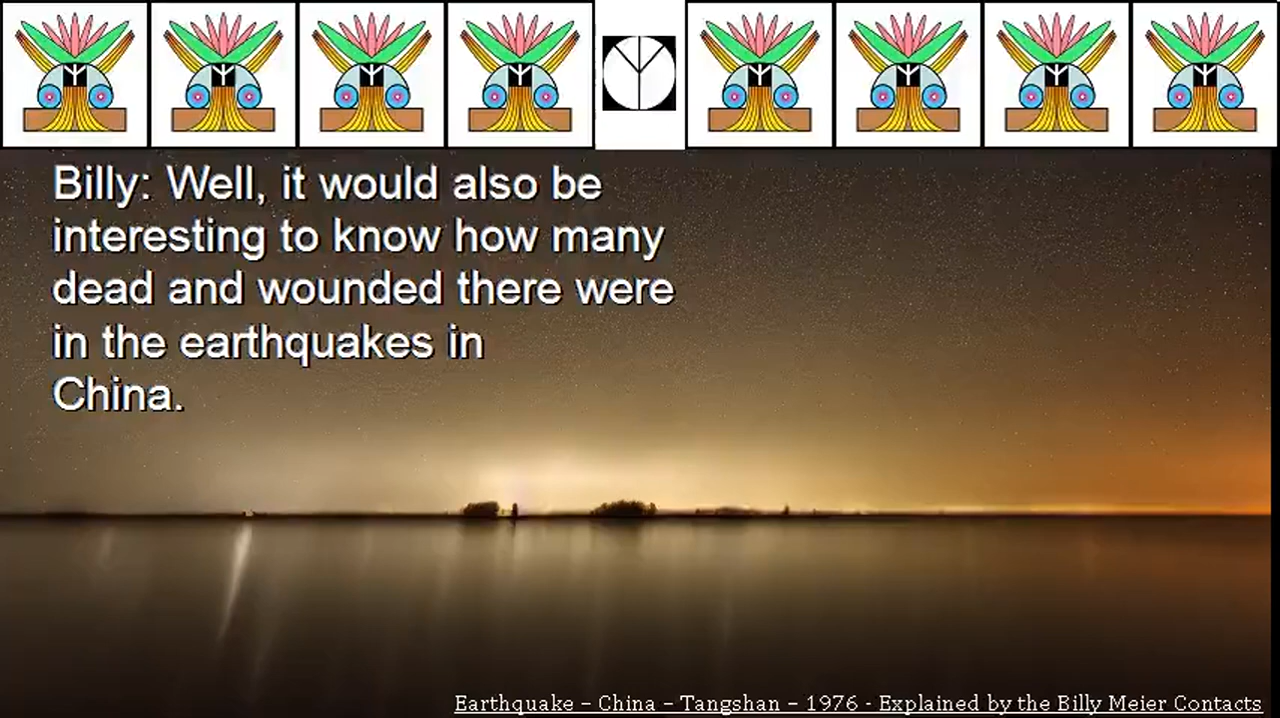 Billy: Well, it would also be
interesting to know how many
dead and wounded there were
in the earthquakes in
China.
Earthquake – China – Tangshan – 1976 - Explained by the Billy Meier Contacts